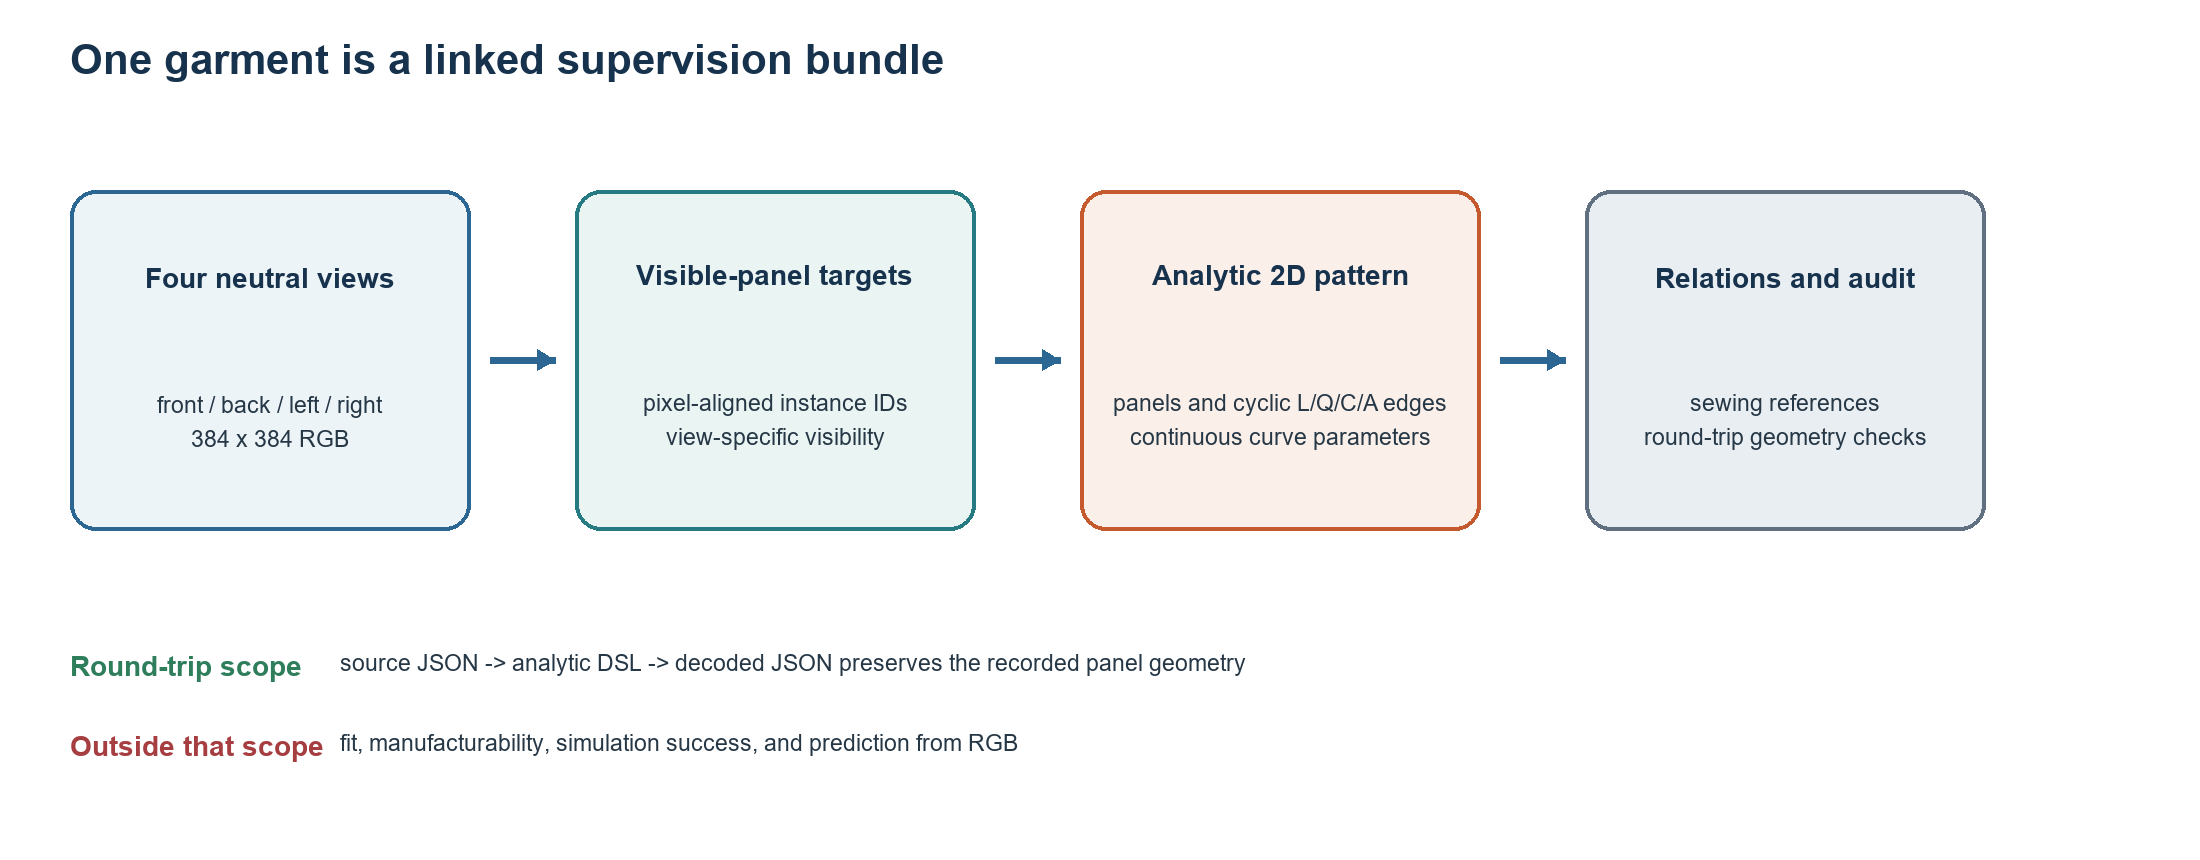 One garment is a linked supervision bundle
Four neutral views
front / back / left / right
384 x 384 RGB
Visible-panel targets
pixel-aligned instance IDs
view-specific visibility
Analytic 2D pattern
panels and cyclic L/Q/C/A edges
continuous curve parameters
Relations and audit
sewing references
round-trip geometry checks
Round-trip scope source JSON -> analytic DSL -> decoded JSON preserves the recorded panel geometry
Outside that scope fit, manufacturability, simulation success, and prediction from RGB